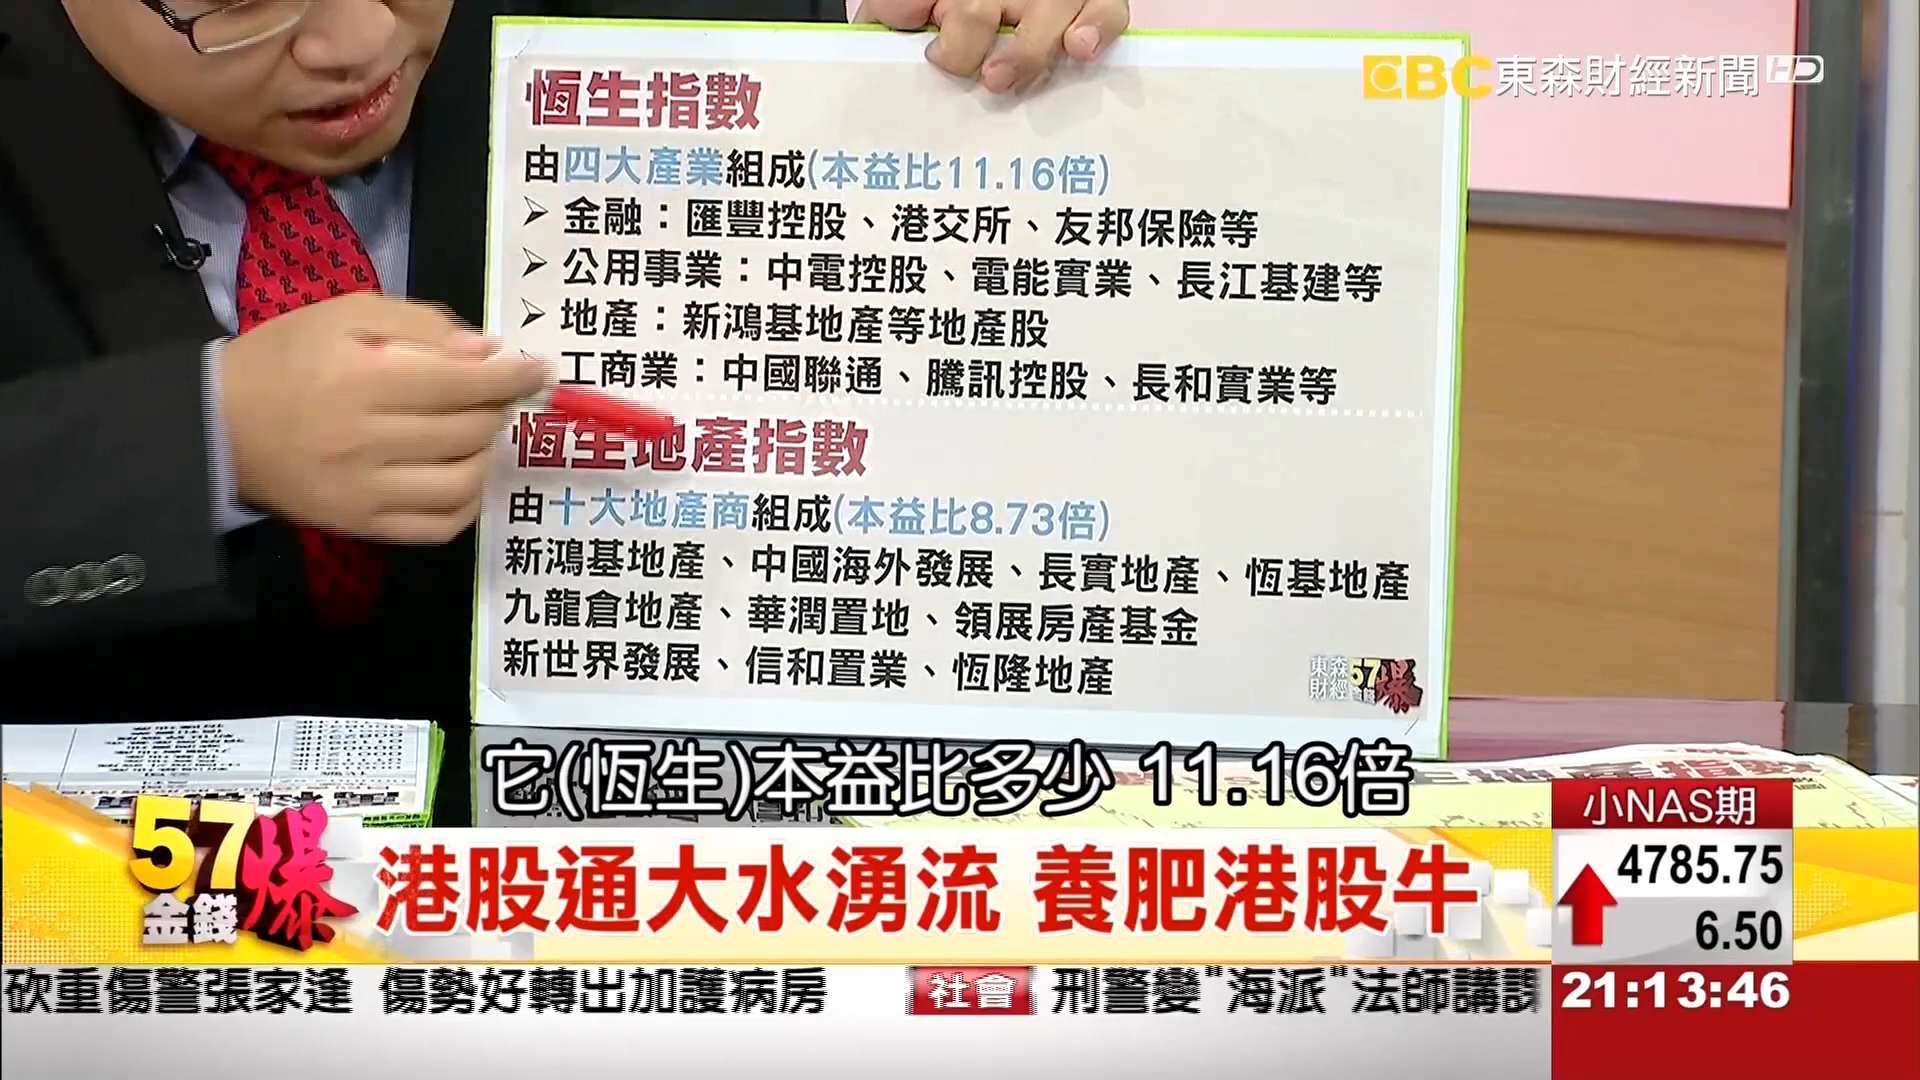 EBC東森財經新聞HD
恆生指數
由四大產業組成(本益比11.16倍)
➢ 金融：匯豐控股、港交所、友邦保險等
➢ 公用事業：中電控股、電能實業、長江基建等
➢ 地產：新鴻基地產等地產股
工商業：中國聯通、騰訊控股、長和實業等
恆生地產指數
由十大地產商組成(本益比8.73倍)
新鴻基地產、中國海外發展、長實地產、恆基地產
九龍倉地產、華潤置地、領展房產基金
新世界發展、信和置業、恆隆地產
東森財經 57金錢爆
它(恆生)本益比多少 11.16倍
57金錢爆
港股通大水湧流 養肥港股牛
小NAS期
4785.75
6.50
砍重傷警張家逢 傷勢好轉出加護病房 社會 刑警變"海派"法師講課
21:13:46